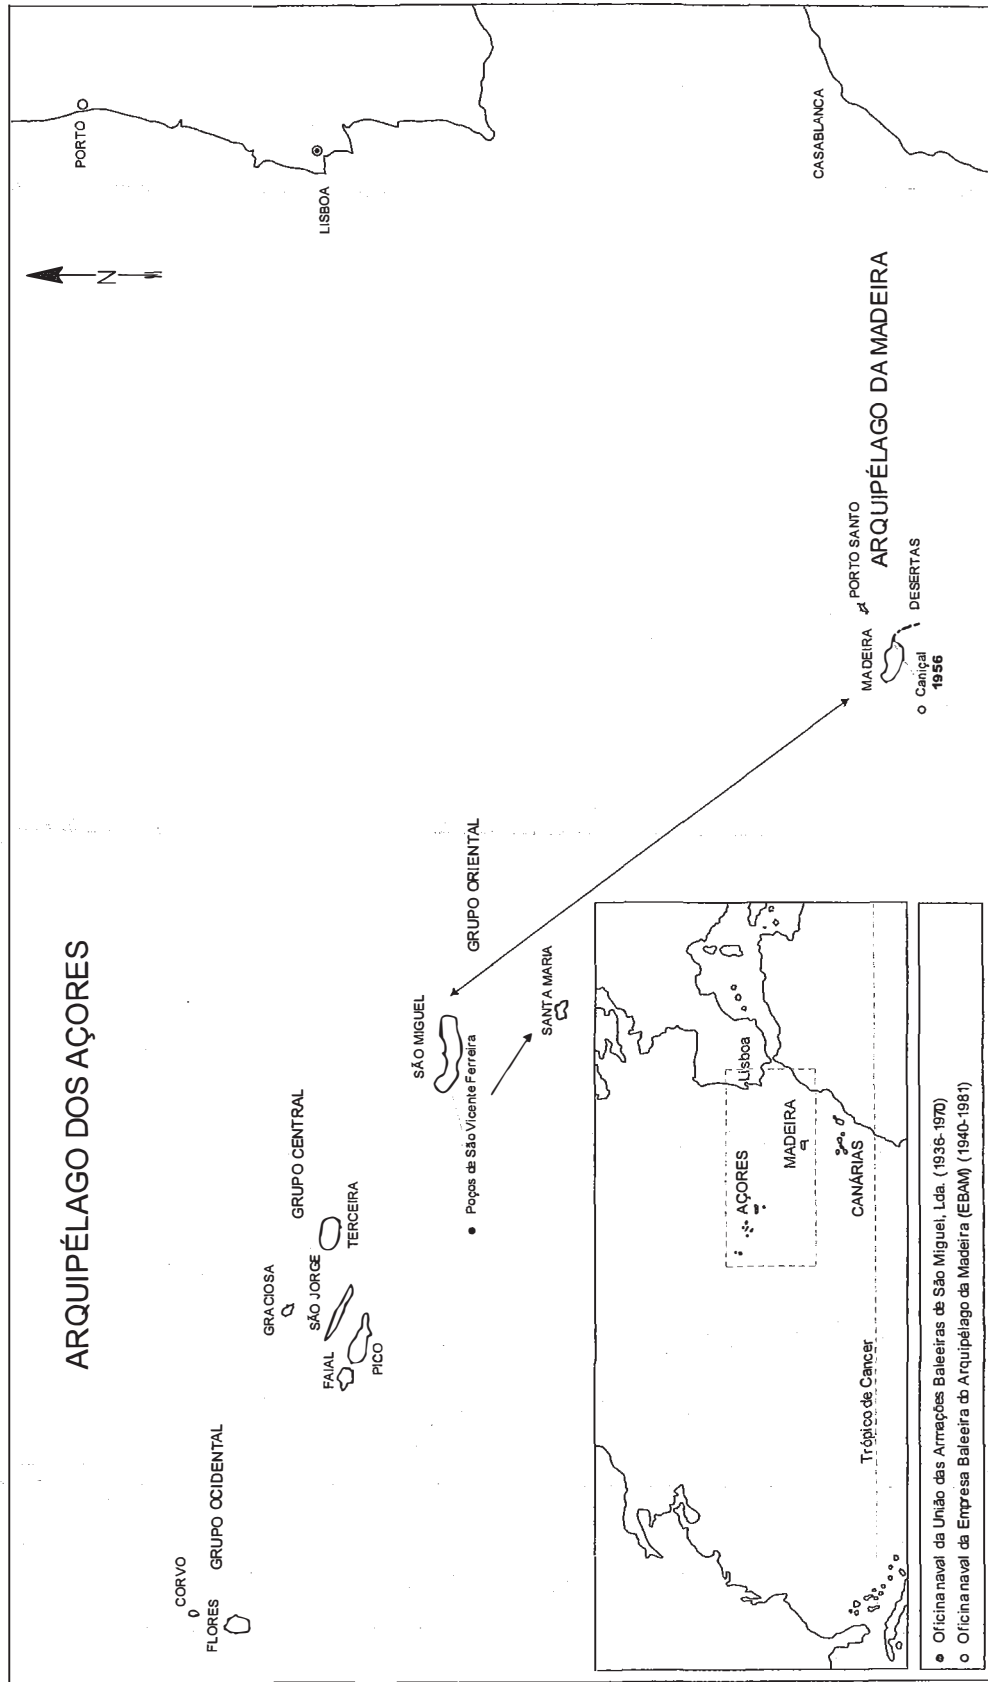 ARQUIPÉLAGO DOS AÇORES
CORVO
FLORES
GRUPO OCIDENTAL
GRACIOSA
SÃO JORGE
FAIAL
PICO
TERCEIRA
GRUPO CENTRAL
SÃO MIGUEL
Poços de São Vicente Ferreira
SANTA MARIA
GRUPO ORIENTAL
N
PORTO
LISBOA
CASABLANCA
ARQUIPÉLAGO DA MADEIRA
MADEIRA
PORTO SANTO
DESERTAS
Caniçal
1956
AÇORES
Lisboa
MADEIRA
CANÁRIAS
Trópico de Cancer
Oficina naval da União das Armações Baleeiras de São Miguel, Lda. (1936-1970)
Oficina naval da Empresa Baleeira do Arquipélago da Madeira (EBAM) (1940-1981)